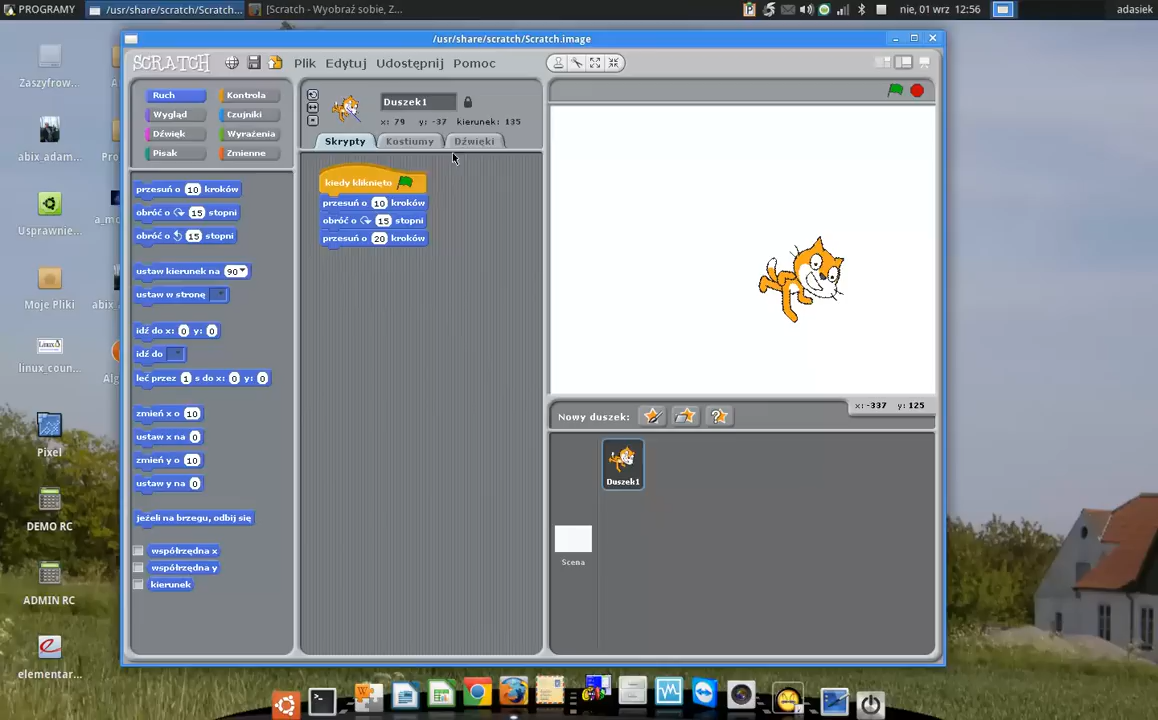 PROGRAMY
/usr/share/scratch/Scratch...
[Scratch - Wyobraź sobie, Z...
nie, 01 wrz 12:56
adasiek
/usr/share/scratch/Scratch.image
SCRATCH
Plik
Edytuj
Udostępnij
Pomoc
Zaszyfrow...
abix_adam...
Usprawnie...
Moje Pliki
linux_coun...
Pixel
DEMO RC
ADMIN RC
elementar...
Pro
a_mo
abix
Alg
Ruch
Kontrola
Wygląd
Czujniki
Dźwięk
Wyrażenia
Pisak
Zmienne
przesuń o 10 kroków
obróć o 15 stopni
obróć o 15 stopni
ustaw kierunek na 90
ustaw w stronę
idź do x: 0 y: 0
idź do
leć przez 1 s do x: 0 y: 0
zmień x o 10
ustaw x na 0
zmień y o 10
ustaw y na 0
jeżeli na brzegu, odbij się
współrzędna x
współrzędna y
kierunek
Duszek1
x: 79 y: -37 kierunek: 135
Skrypty
Kostiumy
Dźwięki
kiedy kliknięto
przesuń o 10 kroków
obróć o 15 stopni
przesuń o 20 kroków
x: -337 y: 125
Nowy duszek:
Duszek1
Scena